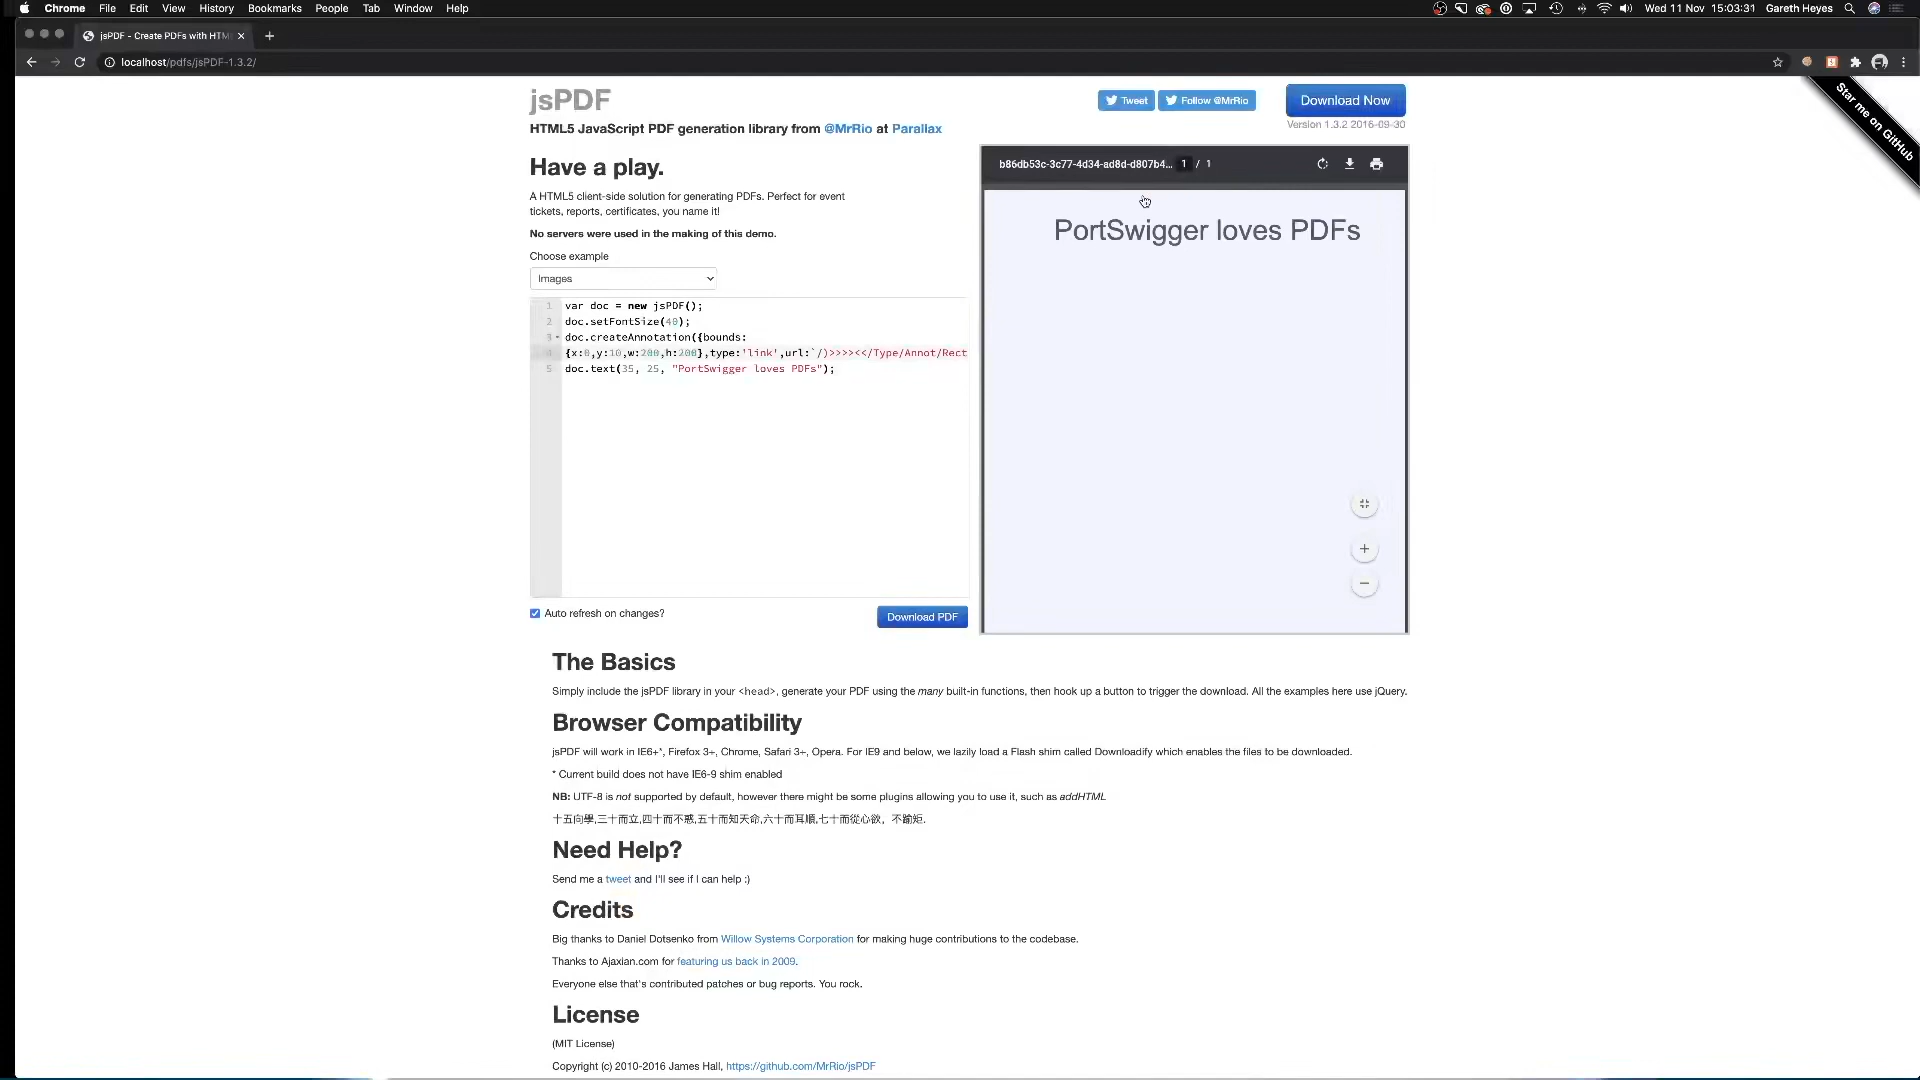 Chrome File Edit View History Bookmarks People Tab Window Help Wed 11 Nov 15:03:31 Gareth Heyes
jsPDF - Create PDFs with HTM
localhost/pdfs/jsPDF-1.3.2/
Star me on GitHub
jsPDF
Tweet Follow @MrRio Download Now
Version 1.3.2 2016-09-30
HTML5 JavaScript PDF generation library from @MrRio at Parallax
Have a play.
A HTML5 client-side solution for generating PDFs. Perfect for event
tickets, reports, certificates, you name it!
No servers were used in the making of this demo.
Choose example
Images
1 var doc = new jsPDF();
2 doc.setFontSize(40);
3 doc.createAnnotation({bounds:
4 {x:0,y:10,w:200,h:200},type:'link',url:`/)>>>><</Type/Annot/Rect
5 doc.text(35, 25, "PortSwigger loves PDFs");
Auto refresh on changes? Download PDF
b86db53c-3c77-4d34-ad8d-d807b4... 1 / 1
PortSwigger loves PDFs
The Basics
Simply include the jsPDF library in your <head>, generate your PDF using the many built-in functions, then hook up a button to trigger the download. All the examples here use jQuery.
Browser Compatibility
jsPDF will work in IE6+*, Firefox 3+, Chrome, Safari 3+, Opera. For IE9 and below, we lazily load a Flash shim called Downloadify which enables the files to be downloaded.
* Current build does not have IE6-9 shim enabled
NB: UTF-8 is not supported by default, however there might be some plugins allowing you to use it, such as addHTML
十五向學,三十而立,四十而不惑,五十而知天命,六十而耳順,七十而從心欲，不踰矩.
Need Help?
Send me a tweet and I'll see if I can help :)
Credits
Big thanks to Daniel Dotsenko from Willow Systems Corporation for making huge contributions to the codebase.
Thanks to Ajaxian.com for featuring us back in 2009.
Everyone else that's contributed patches or bug reports. You rock.
License
(MIT License)
Copyright (c) 2010-2016 James Hall, https://github.com/MrRio/jsPDF